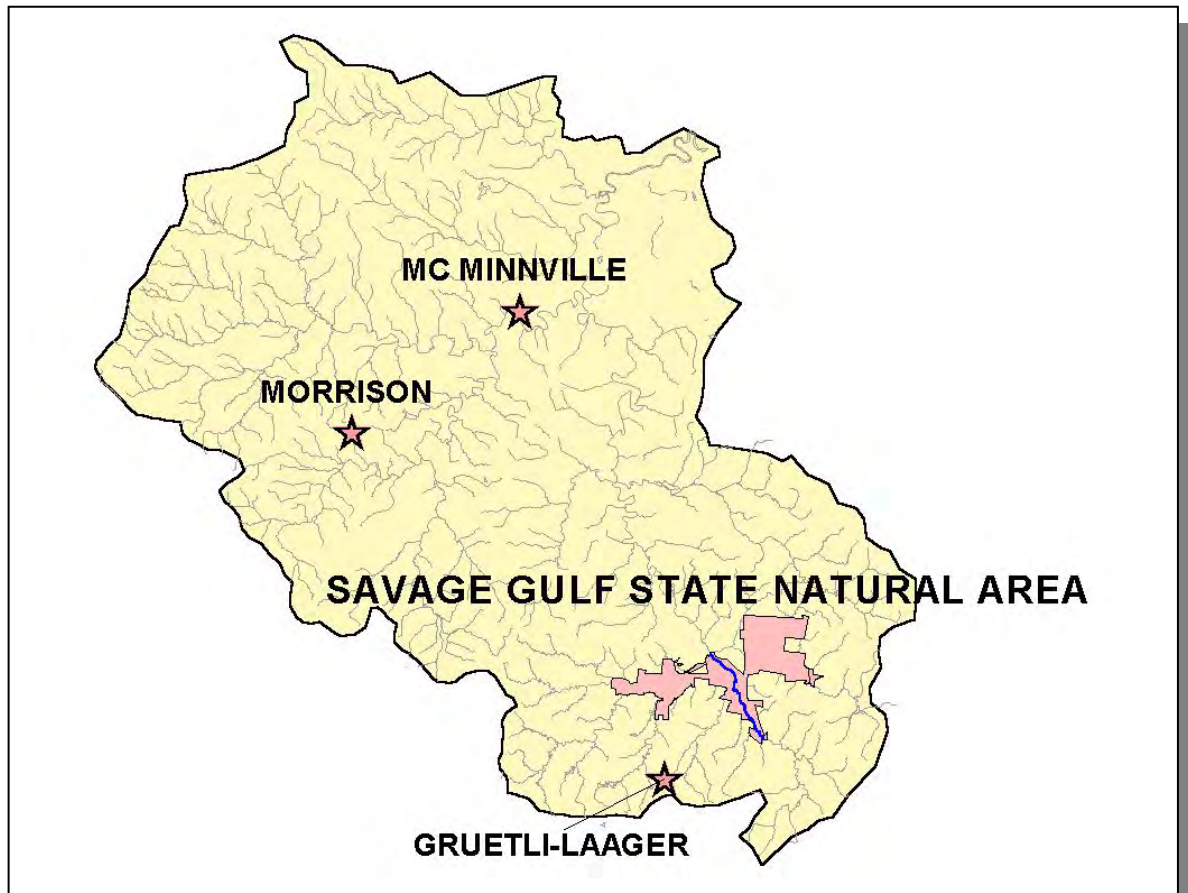 MC MINNVILLE
MORRISON
SAVAGE GULF STATE NATURAL AREA
GRUETLI-LAAGER